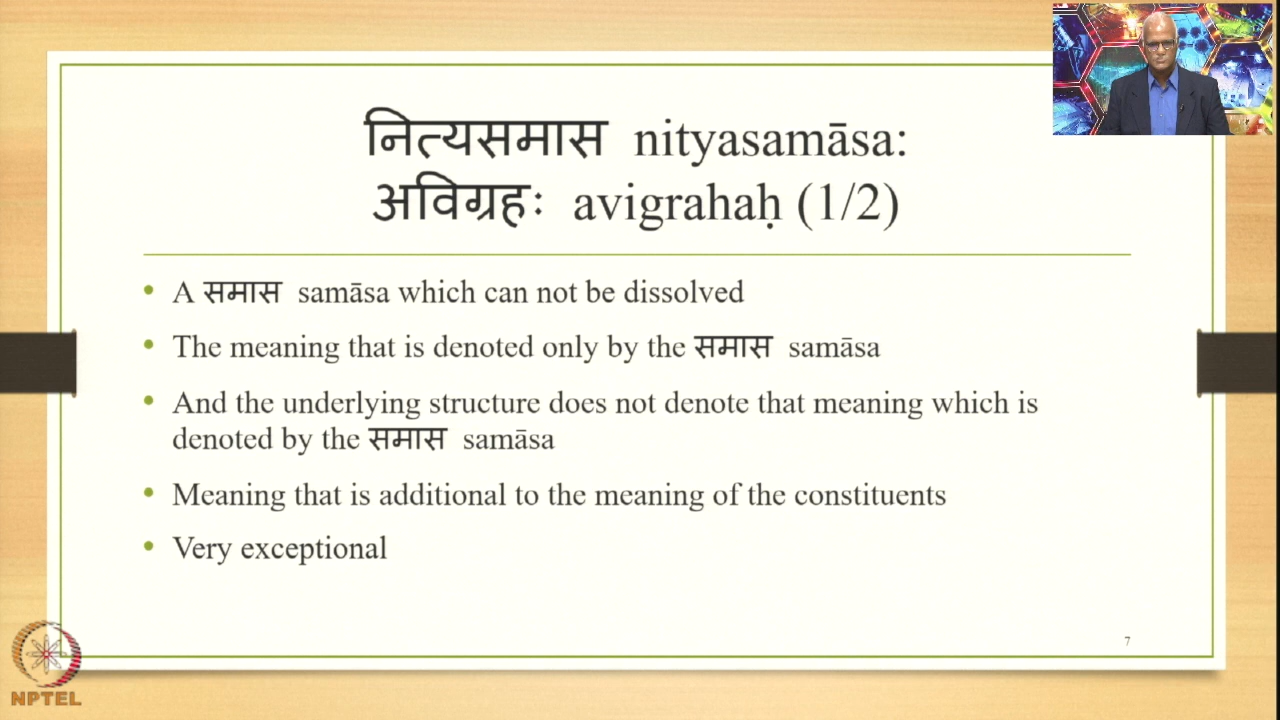 नित्यसमास nityasamāsa:
अविग्रहः avigrahaḥ (1/2)
• A समास samāsa which can not be dissolved
• The meaning that is denoted only by the समास samāsa
• And the underlying structure does not denote that meaning which is
denoted by the समास samāsa
• Meaning that is additional to the meaning of the constituents
• Very exceptional
7
NPTEL